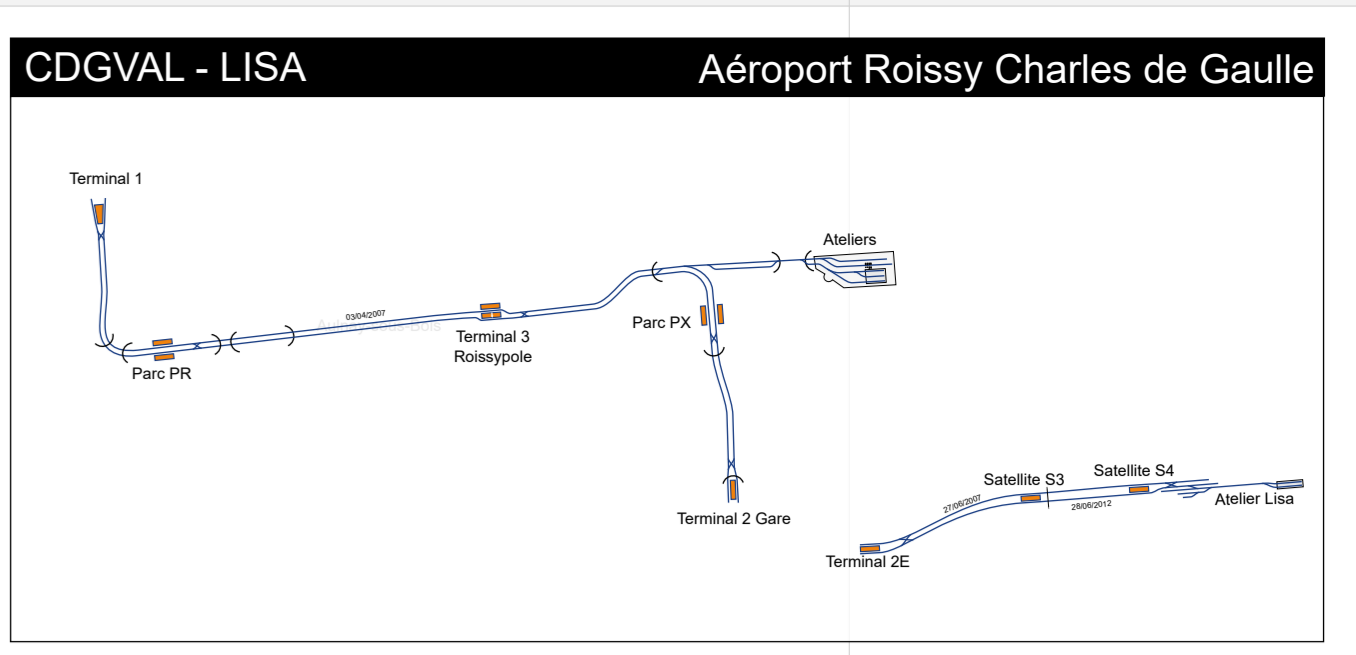 CDGVAL - LISA
Aéroport Roissy Charles de Gaulle
Terminal 1
Ateliers
03/04/2007
Parc PX
Terminal 3
Roissypole
Parc PR
Satellite S4
Satellite S3
Atelier Lisa
27/06/2007
28/06/2012
Terminal 2 Gare
Terminal 2E